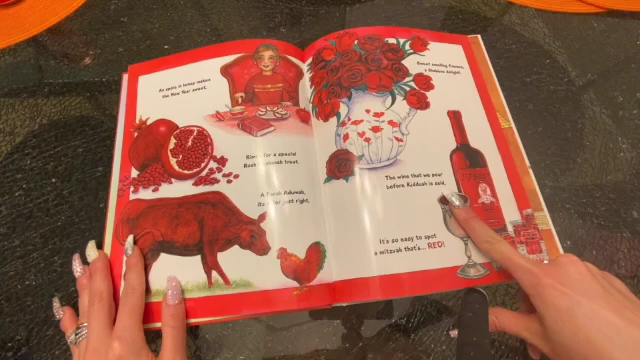 An apple in honey makes
the New Year sweet,
for a special
Rosh Hashanah treat.
A Parah Adumah,
its color just right,
Sweet smelling flowers,
a Shabbos delight.
The wine that we pour
before Kiddush is said,
It's so easy to spot
a mitzvah that's... RED!